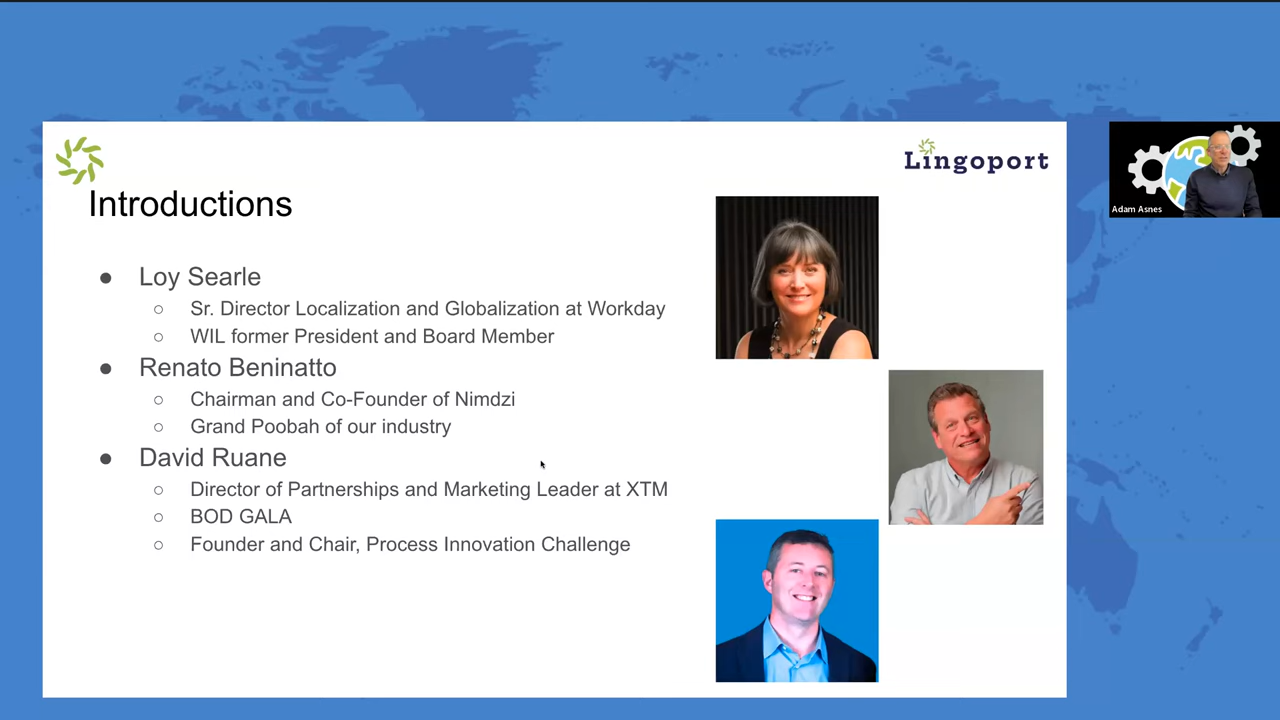 Lingoport
Introductions
● Loy Searle
○ Sr. Director Localization and Globalization at Workday
○ WIL former President and Board Member
● Renato Beninatto
○ Chairman and Co-Founder of Nimdzi
○ Grand Poobah of our industry
● David Ruane
○ Director of Partnerships and Marketing Leader at XTM
○ BOD GALA
○ Founder and Chair, Process Innovation Challenge
Adam Asnes